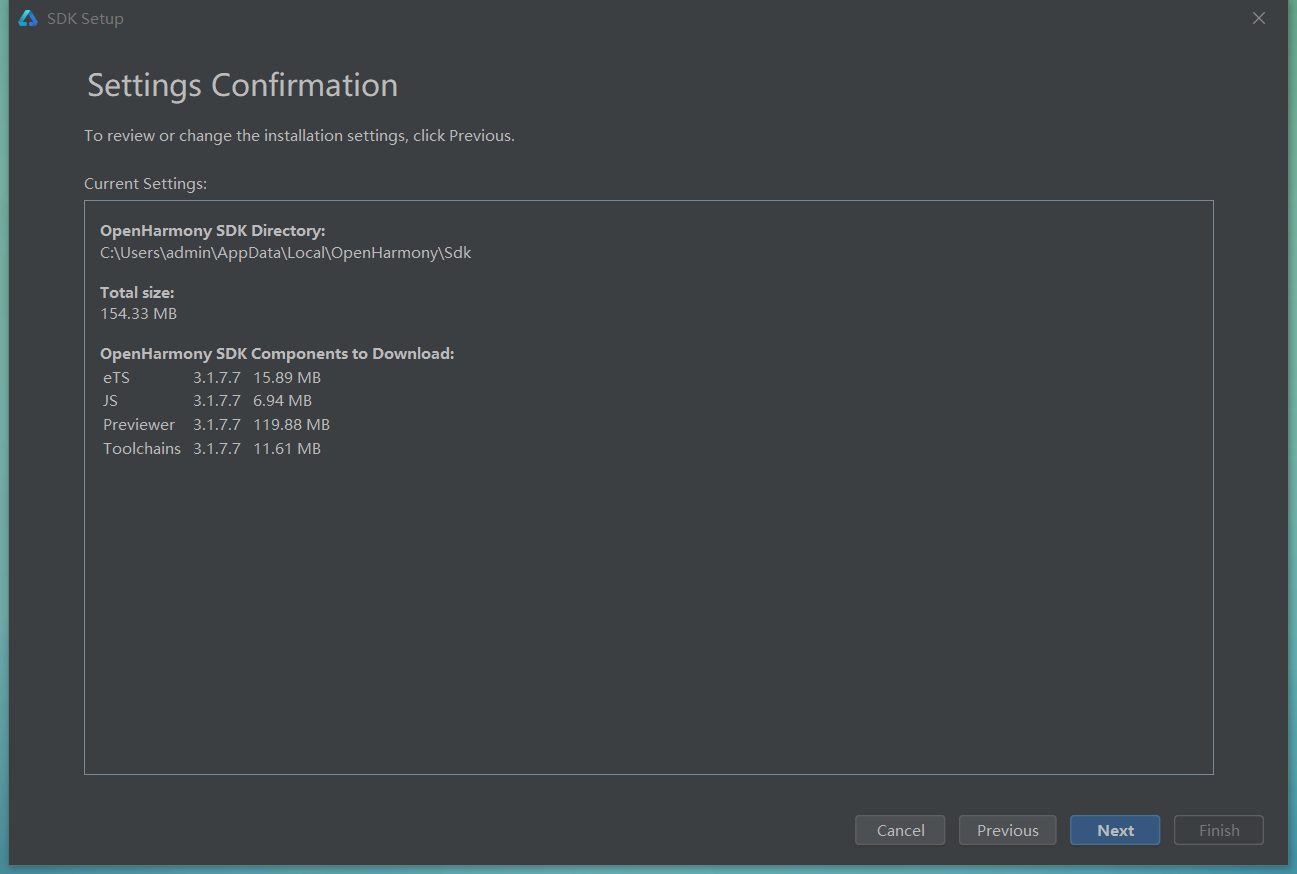 SDK Setup
Settings Confirmation
To review or change the installation settings, click Previous.
Current Settings:
OpenHarmony SDK Directory:
C:\Users\admin\AppData\Local\OpenHarmony\Sdk
Total size:
154.33 MB
OpenHarmony SDK Components to Download:
eTS 3.1.7.7 15.89 MB
JS 3.1.7.7 6.94 MB
Previewer 3.1.7.7 119.88 MB
Toolchains 3.1.7.7 11.61 MB
Cancel Previous Next Finish